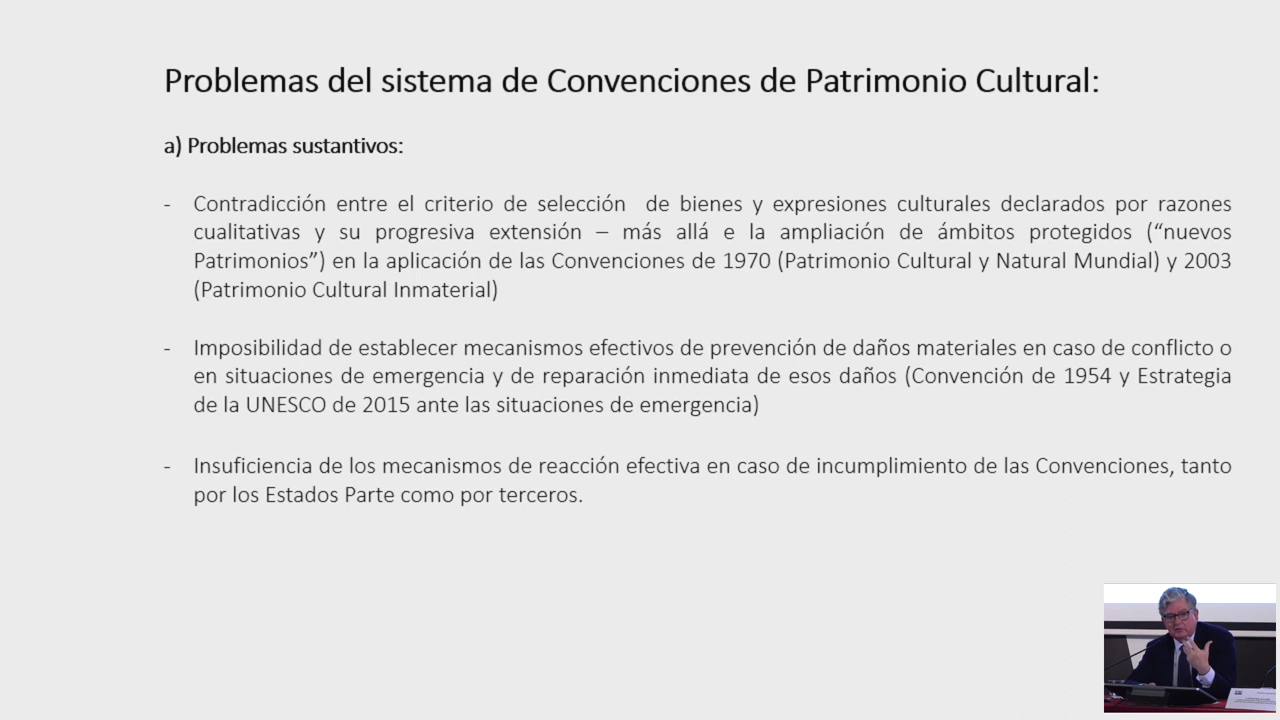 Problemas del sistema de Convenciones de Patrimonio Cultural:
a) Problemas sustantivos:
- Contradicción entre el criterio de selección de bienes y expresiones culturales declarados por razones
cualitativas y su progresiva extensión – más allá e la ampliación de ámbitos protegidos (“nuevos
Patrimonios”) en la aplicación de las Convenciones de 1970 (Patrimonio Cultural y Natural Mundial) y 2003
(Patrimonio Cultural Inmaterial)
- Imposibilidad de establecer mecanismos efectivos de prevención de daños materiales en caso de conflicto o
en situaciones de emergencia y de reparación inmediata de esos daños (Convención de 1954 y Estrategia
de la UNESCO de 2015 ante las situaciones de emergencia)
- Insuficiencia de los mecanismos de reacción efectiva en caso de incumplimiento de las Convenciones, tanto
por los Estados Parte como por terceros.